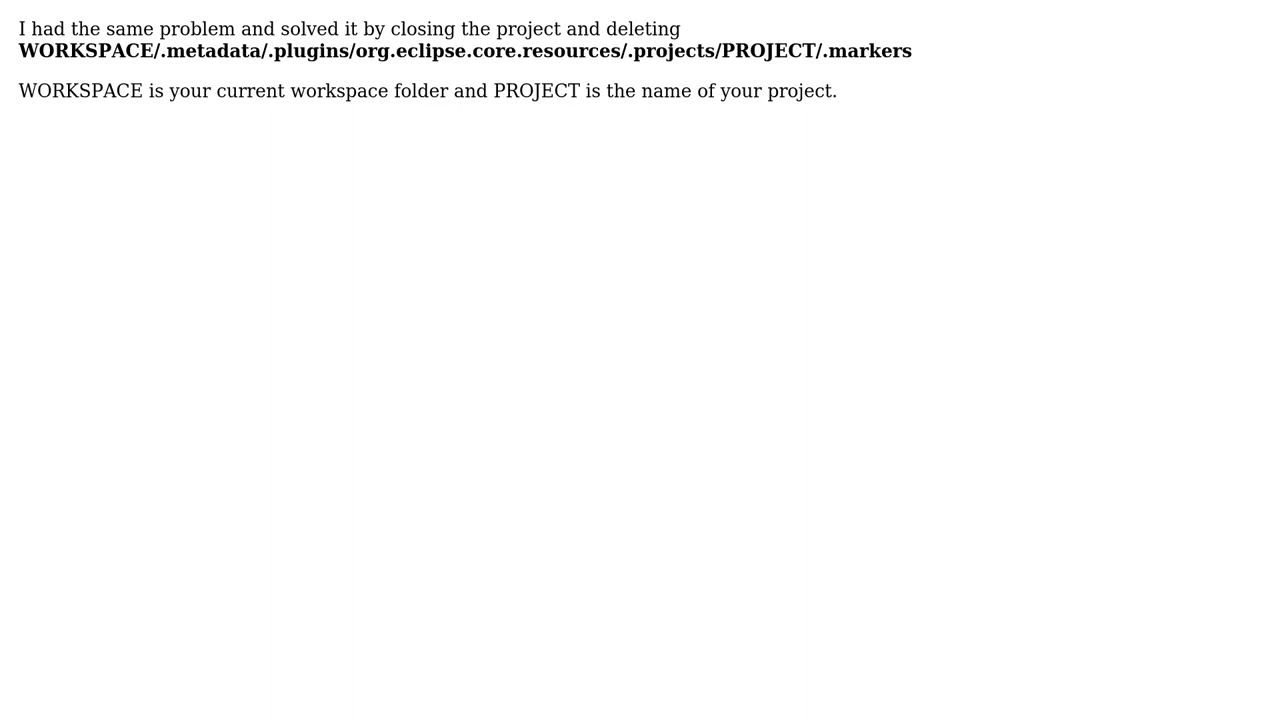 I had the same problem and solved it by closing the project and deleting
WORKSPACE/.metadata/.plugins/org.eclipse.core.resources/.projects/PROJECT/.markers
WORKSPACE is your current workspace folder and PROJECT is the name of your project.